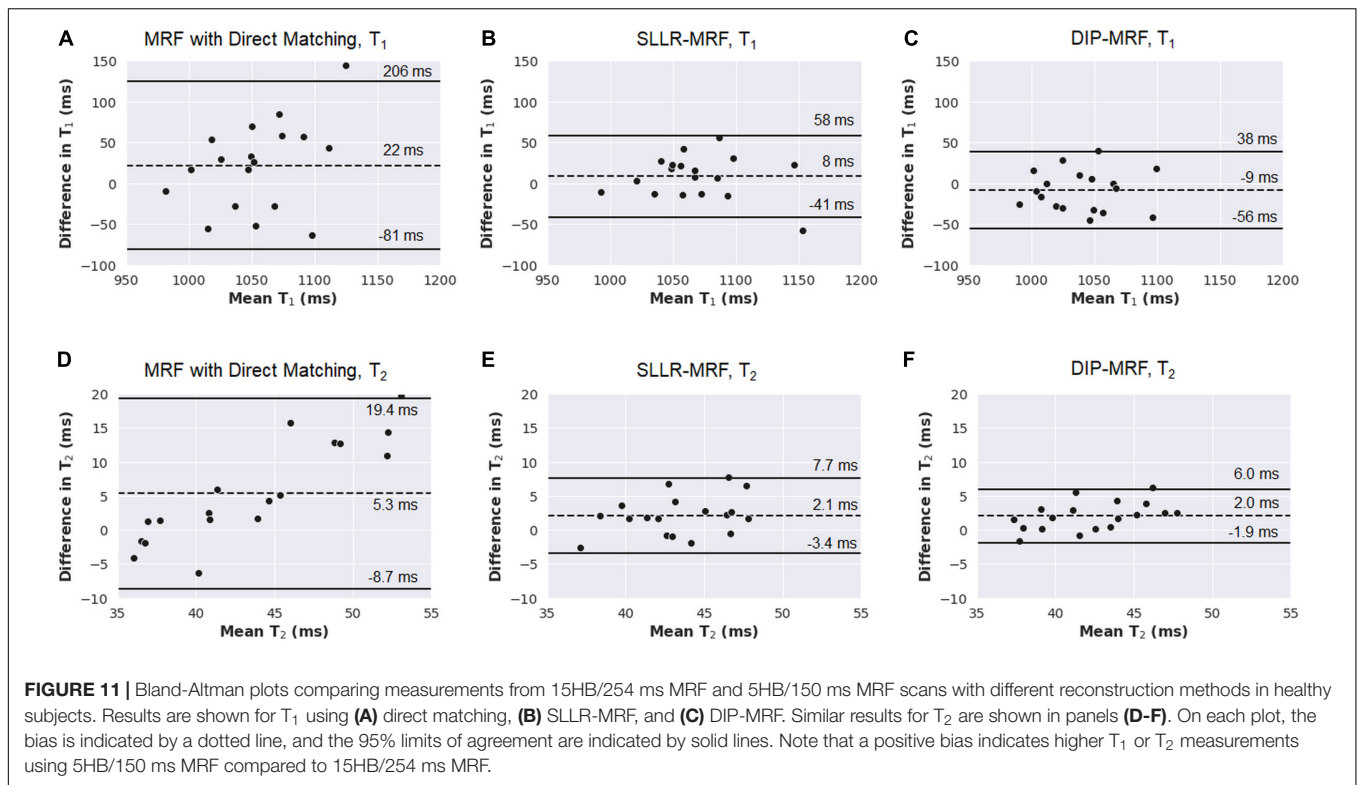 A
MRF with Direct Matching, T1
Difference in T1 (ms)
150
100
50
0
−50
−100
206 ms
22 ms
-81 ms
950 1000 1050 1100 1150 1200
Mean T1 (ms)
B
SLLR-MRF, T1
Difference in T1 (ms)
150
100
50
0
−50
−100
58 ms
8 ms
-41 ms
950 1000 1050 1100 1150 1200
Mean T1 (ms)
C
DIP-MRF, T1
Difference in T1 (ms)
150
100
50
0
−50
−100
38 ms
-9 ms
-56 ms
950 1000 1050 1100 1150 1200
Mean T1 (ms)
D
MRF with Direct Matching, T2
Difference in T2 (ms)
20
15
10
5
0
−5
−10
19.4 ms
5.3 ms
-8.7 ms
35 40 45 50 55
Mean T2 (ms)
E
SLLR-MRF, T2
Difference in T2 (ms)
20
15
10
5
0
−5
−10
7.7 ms
2.1 ms
-3.4 ms
35 40 45 50 55
Mean T2 (ms)
F
DIP-MRF, T2
Difference in T2 (ms)
20
15
10
5
0
−5
−10
6.0 ms
2.0 ms
-1.9 ms
35 40 45 50 55
Mean T2 (ms)
FIGURE 11 | Bland-Altman plots comparing measurements from 15HB/254 ms MRF and 5HB/150 ms MRF scans with different reconstruction methods in healthy
subjects. Results are shown for T1 using (A) direct matching, (B) SLLR-MRF, and (C) DIP-MRF. Similar results for T2 are shown in panels (D-F). On each plot, the
bias is indicated by a dotted line, and the 95% limits of agreement are indicated by solid lines. Note that a positive bias indicates higher T1 or T2 measurements
using 5HB/150 ms MRF compared to 15HB/254 ms MRF.